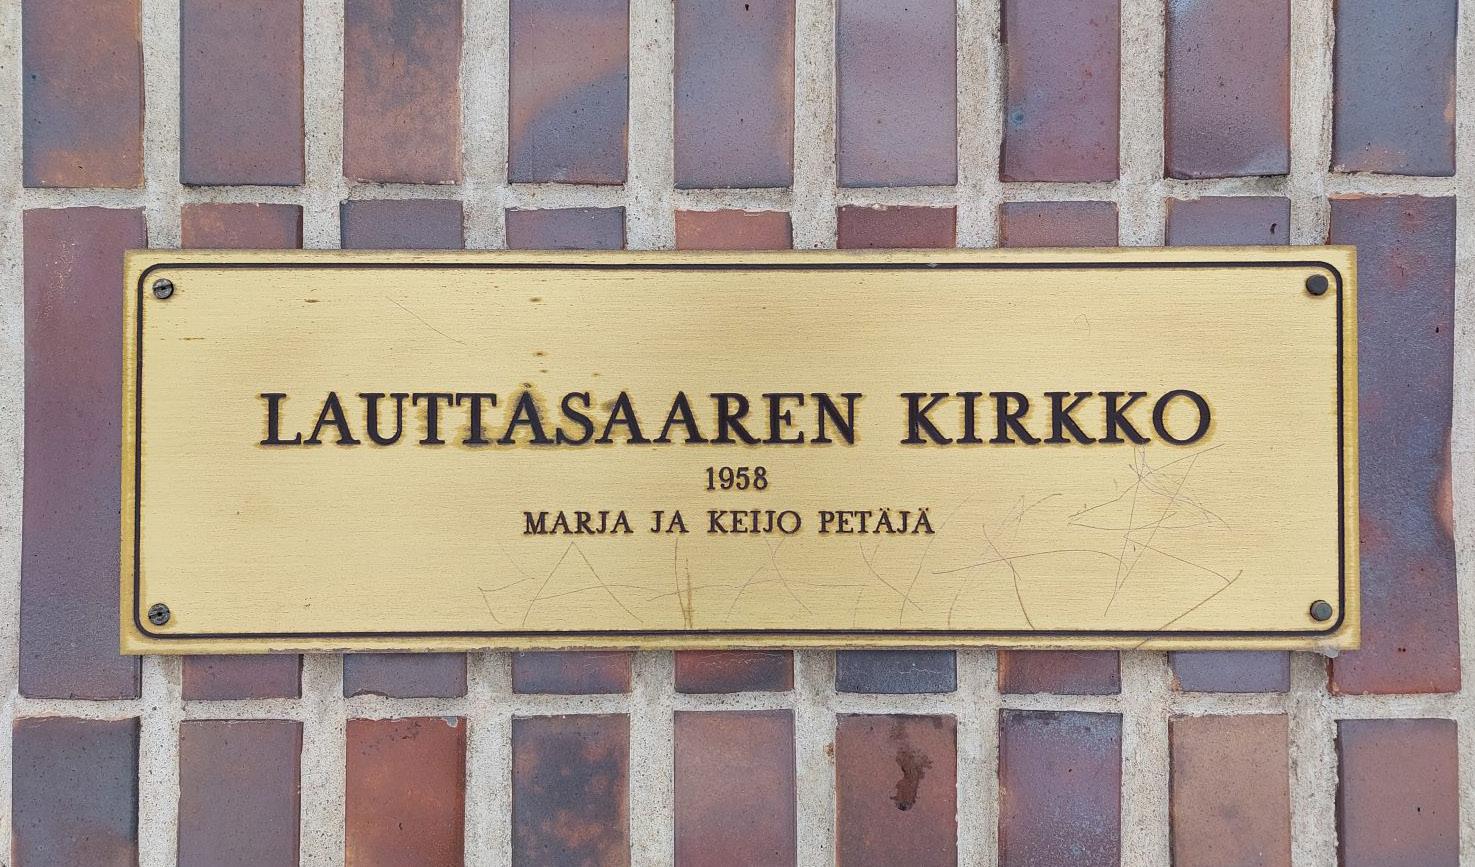 LAUTTASAAREN KIRKKO
1958
MARJA JA KEIJO PETÄJÄ